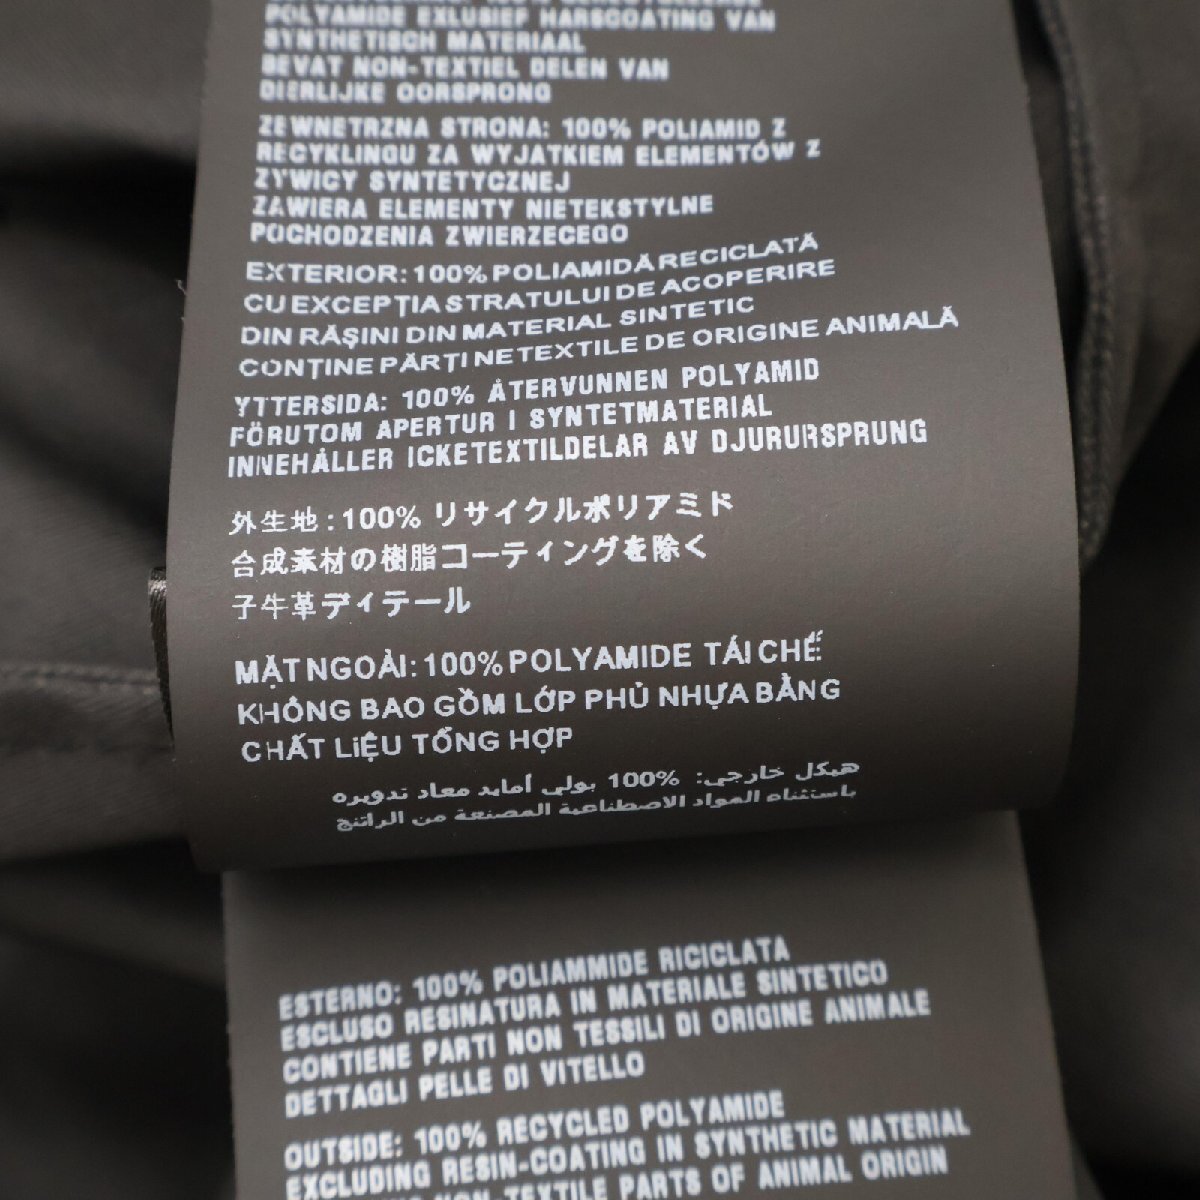 POLYAMIDE EXLUSIEF HARSCOATING VAN
SYNTHETISCH MATERIAAL
BEVAT NON-TEXTIEL DELEN VAN
DIERLIJKE OORSPRONG
ZEWNETRZNA STRONA: 100% POLIAMID Z
RECYKLINGU ZA WYJATKIEM ELEMENTÓW Z
ZYWICY SYNTETYCZNEJ
ZAWIERA ELEMENTY NIETEKSTYLNE
POCHODZENIA ZWIERZECEGO
EXTERIOR: 100% POLIAMIDĂ RECICLATĂ
CU EXCEPȚIA STRATULUI DE ACOPERIRE
DIN RĂȘINI DIN MATERIAL SINTETIC
CONȚINE PĂRȚI NETEXTILE DE ORIGINE ANIMALĂ
YTTERSIDA: 100% ÅTERVUNNEN POLYAMID
FÖRUTOM APERTUR I SYNTETMATERIAL
INNEHÅLLER ICKETEXTILDELAR AV DJURURSPRUNG
外生地:100% リサイクルポリアミド
合成素材の樹脂コーティングを除く
子牛革ディテール
MẶT NGOÀI: 100% POLYAMIDE TÁI CHẾ
KHÔNG BAO GỒM LỚP PHỦ NHỰA BẰNG
CHẤT LIỆU TỔNG HỢP
هيكل خارجي: 100% بولي أمايد معاد تدويره
باستثناء المواد الاصطناعية المصنعة من الراتنج
ESTERNO: 100% POLIAMMIDE RICICLATA
ESCLUSO RESINATURA IN MATERIALE SINTETICO
CONTIENE PARTI NON TESSILI DI ORIGINE ANIMALE
DETTAGLI PELLE DI VITELLO
OUTSIDE: 100% RECYCLED POLYAMIDE
EXCLUDING RESIN-COATING IN SYNTHETIC MATERIAL
NON-TEXTILE PARTS OF ANIMAL ORIGIN